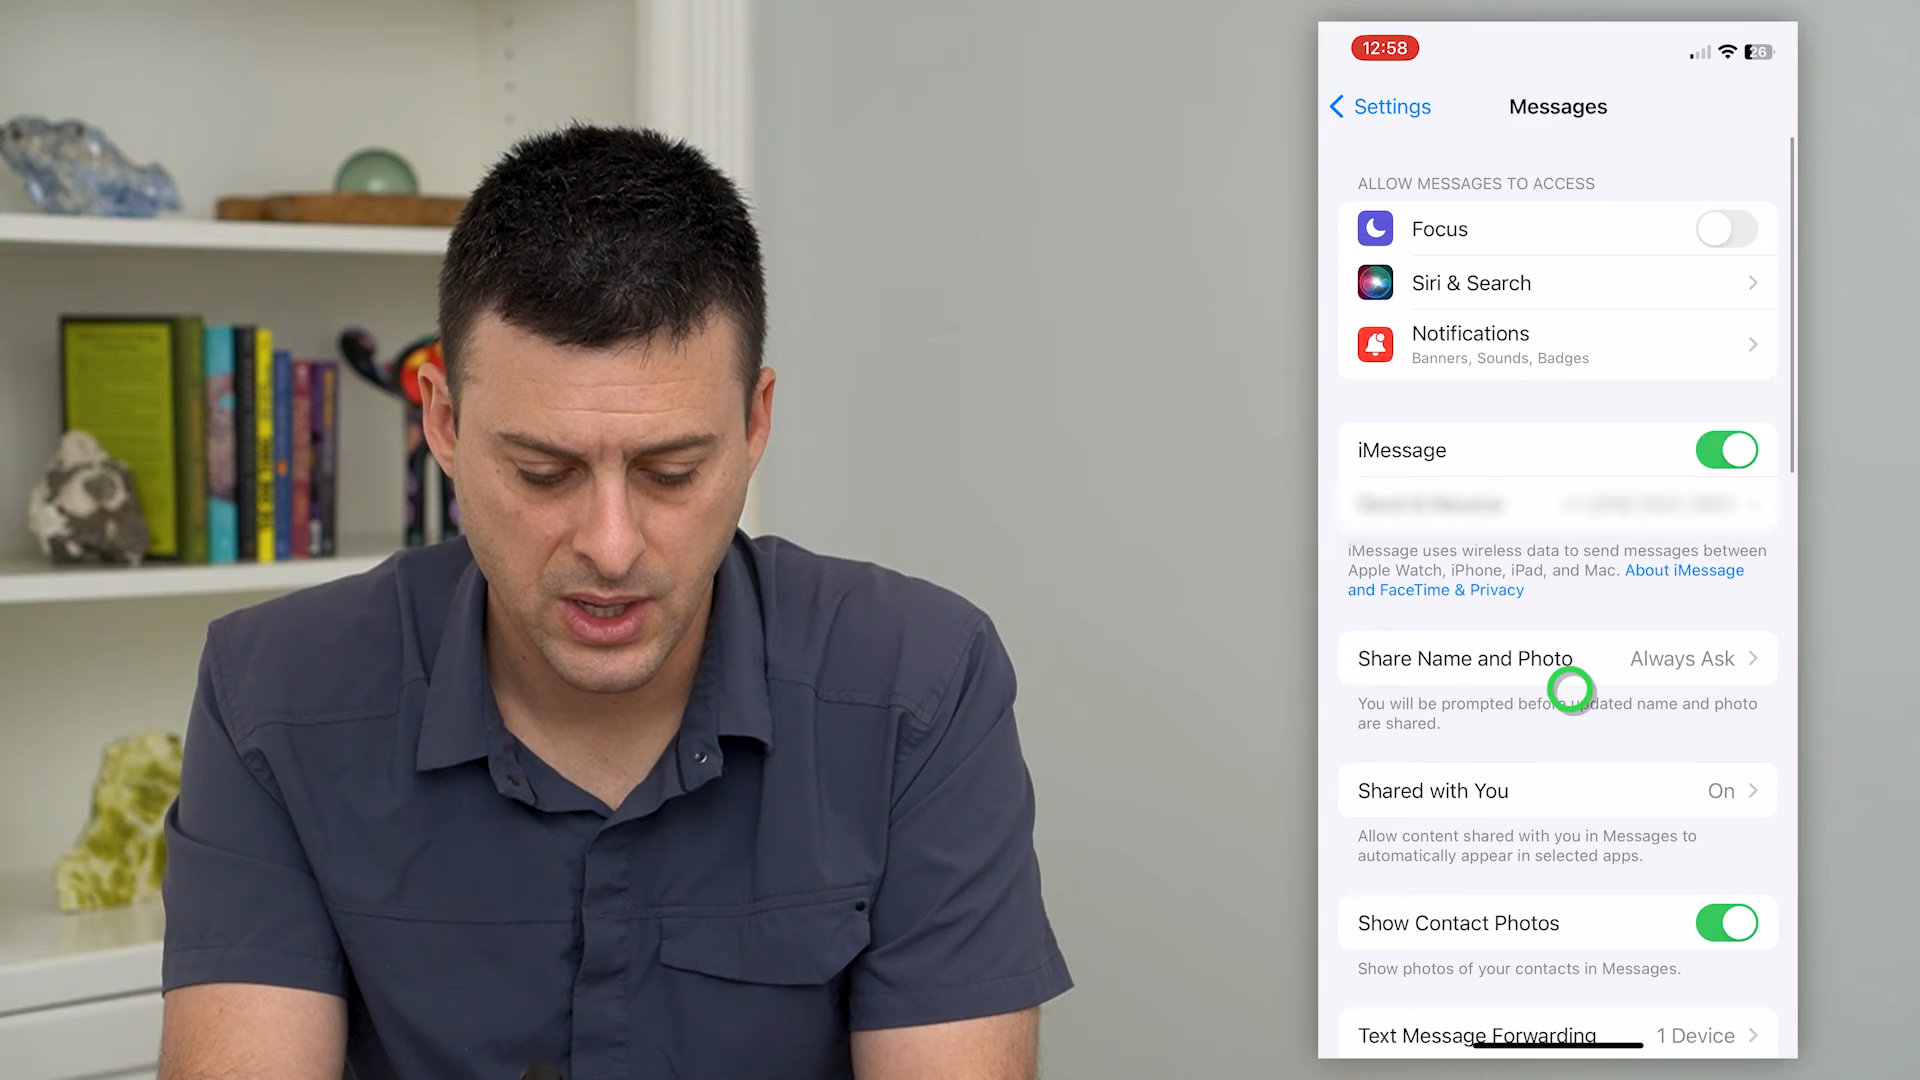 12:58
26
Settings
Messages
ALLOW MESSAGES TO ACCESS
Focus
Siri & Search
Notifications
Banners, Sounds, Badges
iMessage
iMessage uses wireless data to send messages between
Apple Watch, iPhone, iPad, and Mac. About iMessage
and FaceTime & Privacy
Share Name and Photo Always Ask
You will be prompted before updated name and photo
are shared.
Shared with You On
Allow content shared with you in Messages to
automatically appear in selected apps.
Show Contact Photos
Show photos of your contacts in Messages.
Text Message Forwarding 1 Device